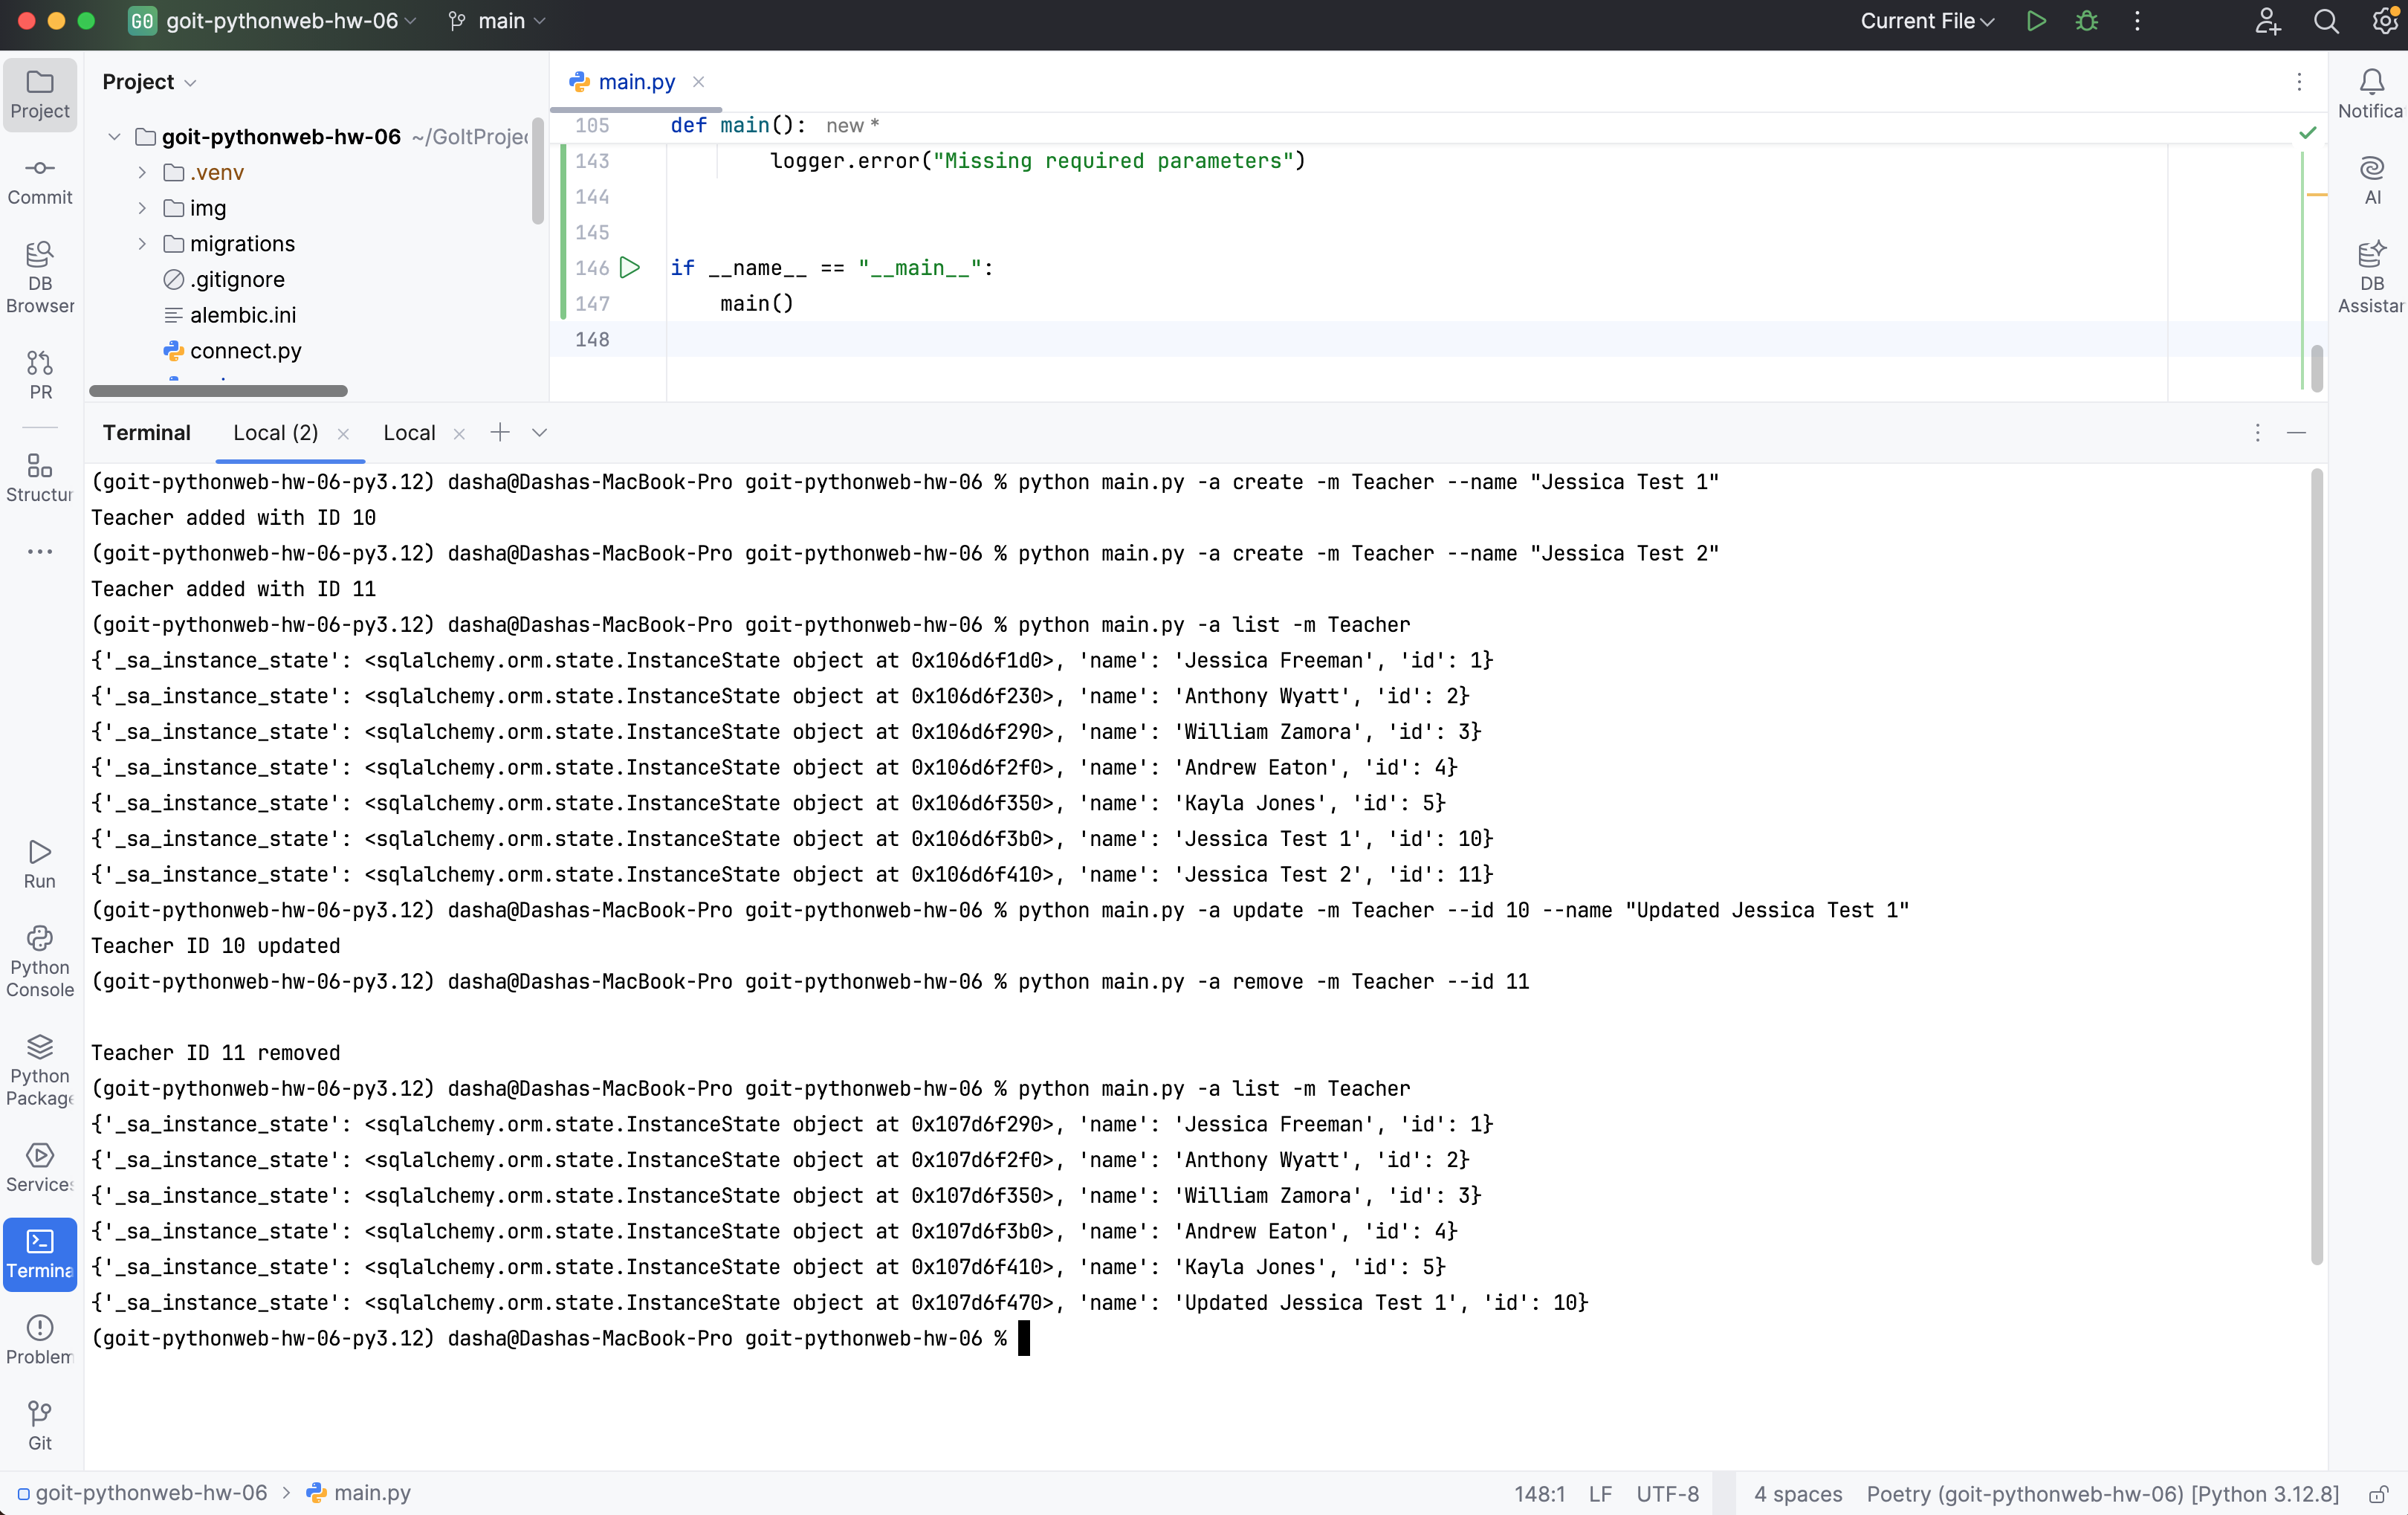 GO goit-pythonweb-hw-06 main Current File
Project
Commit
DB
Browser
PR
Structur
Run
Python
Console
Python
Package
Services
Termina
Problem
Git
Project
goit-pythonweb-hw-06 ~/GoItProjec
.venv
img
migrations
.gitignore
alembic.ini
connect.py
main.py
105 def main(): new *
143 logger.error("Missing required parameters")
144
145
146 if __name__ == "__main__":
147 main()
148
Notifica
AI
DB
Assistar
Terminal Local (2) Local
(goit-pythonweb-hw-06-py3.12) dasha@Dashas-MacBook-Pro goit-pythonweb-hw-06 % python main.py -a create -m Teacher --name "Jessica Test 1"
Teacher added with ID 10
(goit-pythonweb-hw-06-py3.12) dasha@Dashas-MacBook-Pro goit-pythonweb-hw-06 % python main.py -a create -m Teacher --name "Jessica Test 2"
Teacher added with ID 11
(goit-pythonweb-hw-06-py3.12) dasha@Dashas-MacBook-Pro goit-pythonweb-hw-06 % python main.py -a list -m Teacher
{'_sa_instance_state': <sqlalchemy.orm.state.InstanceState object at 0x106d6f1d0>, 'name': 'Jessica Freeman', 'id': 1}
{'_sa_instance_state': <sqlalchemy.orm.state.InstanceState object at 0x106d6f230>, 'name': 'Anthony Wyatt', 'id': 2}
{'_sa_instance_state': <sqlalchemy.orm.state.InstanceState object at 0x106d6f290>, 'name': 'William Zamora', 'id': 3}
{'_sa_instance_state': <sqlalchemy.orm.state.InstanceState object at 0x106d6f2f0>, 'name': 'Andrew Eaton', 'id': 4}
{'_sa_instance_state': <sqlalchemy.orm.state.InstanceState object at 0x106d6f350>, 'name': 'Kayla Jones', 'id': 5}
{'_sa_instance_state': <sqlalchemy.orm.state.InstanceState object at 0x106d6f3b0>, 'name': 'Jessica Test 1', 'id': 10}
{'_sa_instance_state': <sqlalchemy.orm.state.InstanceState object at 0x106d6f410>, 'name': 'Jessica Test 2', 'id': 11}
(goit-pythonweb-hw-06-py3.12) dasha@Dashas-MacBook-Pro goit-pythonweb-hw-06 % python main.py -a update -m Teacher --id 10 --name "Updated Jessica Test 1"
Teacher ID 10 updated
(goit-pythonweb-hw-06-py3.12) dasha@Dashas-MacBook-Pro goit-pythonweb-hw-06 % python main.py -a remove -m Teacher --id 11
Teacher ID 11 removed
(goit-pythonweb-hw-06-py3.12) dasha@Dashas-MacBook-Pro goit-pythonweb-hw-06 % python main.py -a list -m Teacher
{'_sa_instance_state': <sqlalchemy.orm.state.InstanceState object at 0x107d6f290>, 'name': 'Jessica Freeman', 'id': 1}
{'_sa_instance_state': <sqlalchemy.orm.state.InstanceState object at 0x107d6f2f0>, 'name': 'Anthony Wyatt', 'id': 2}
{'_sa_instance_state': <sqlalchemy.orm.state.InstanceState object at 0x107d6f350>, 'name': 'William Zamora', 'id': 3}
{'_sa_instance_state': <sqlalchemy.orm.state.InstanceState object at 0x107d6f3b0>, 'name': 'Andrew Eaton', 'id': 4}
{'_sa_instance_state': <sqlalchemy.orm.state.InstanceState object at 0x107d6f410>, 'name': 'Kayla Jones', 'id': 5}
{'_sa_instance_state': <sqlalchemy.orm.state.InstanceState object at 0x107d6f470>, 'name': 'Updated Jessica Test 1', 'id': 10}
(goit-pythonweb-hw-06-py3.12) dasha@Dashas-MacBook-Pro goit-pythonweb-hw-06 %
goit-pythonweb-hw-06 > main.py 148:1 LF UTF-8 4 spaces Poetry (goit-pythonweb-hw-06) [Python 3.12.8]